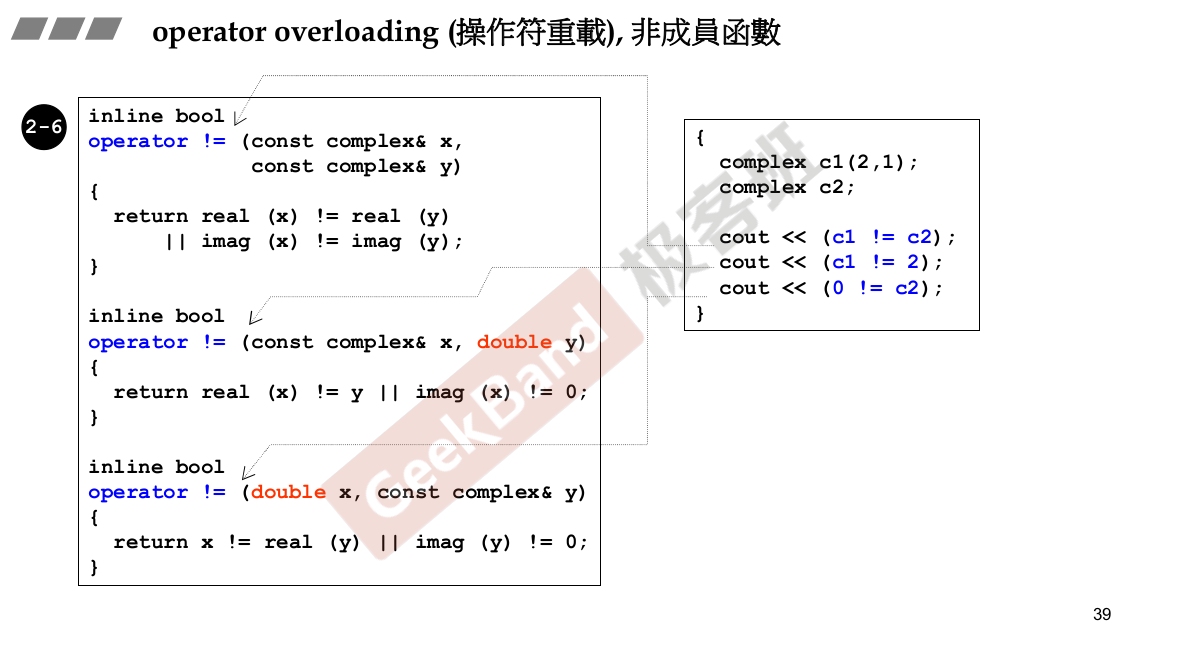 operator overloading (操作符重載), 非成員函數
2-6
inline bool
operator != (const complex& x,
             const complex& y)
{
  return real (x) != real (y)
      || imag (x) != imag (y);
}
inline bool
operator != (const complex& x, double y)
{
  return real (x) != y || imag (x) != 0;
}
inline bool
operator != (double x, const complex& y)
{
  return x != real (y) || imag (y) != 0;
}
{
  complex c1(2,1);
  complex c2;
  cout << (c1 != c2);
  cout << (c1 != 2);
  cout << (0 != c2);
}
GeekBand 极客班
39